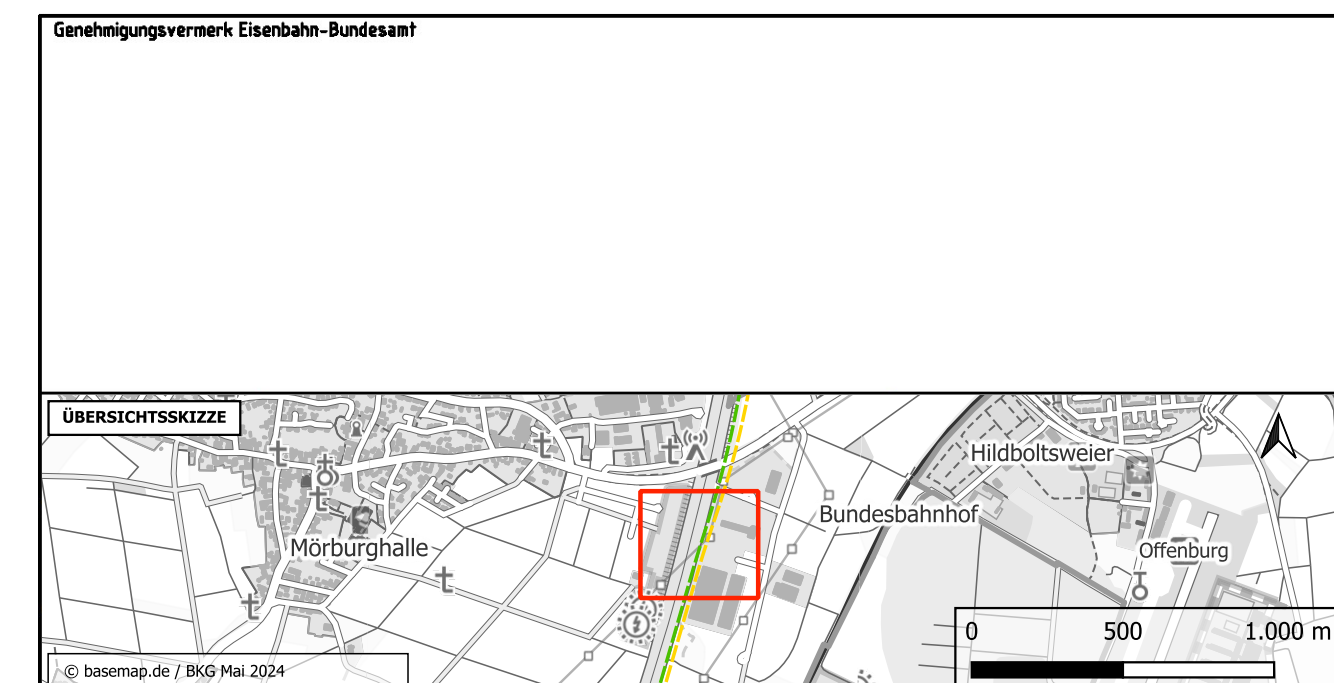 Genehmigungsvermerk Eisenbahn-Bundesamt
ÜBERSICHTSSKIZZE
Hildboltsweier
Bundesbahnhof
Mörburghalle
Offenburg
0 500 1.000 m
© basemap.de / BKG Mai 2024